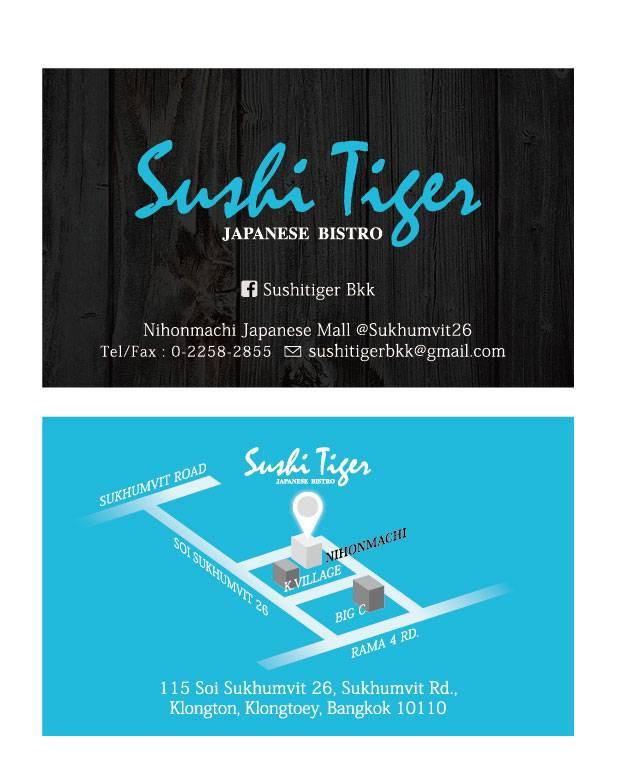 Sushi Tiger
JAPANESE BISTRO
Sushitiger Bkk
Nihonmachi Japanese Mall @Sukhumvit26
Tel/Fax : 0-2258-2855 sushitigerbkk@gmail.com
Sushi Tiger
JAPANESE BISTRO
SUKHUMVIT ROAD
SOI SUKHUMVIT 26
NIHONMACHI
K.VILLAGE
BIG C
RAMA 4 RD.
115 Soi Sukhumvit 26, Sukhumvit Rd.,
Klongton, Klongtoey, Bangkok 10110